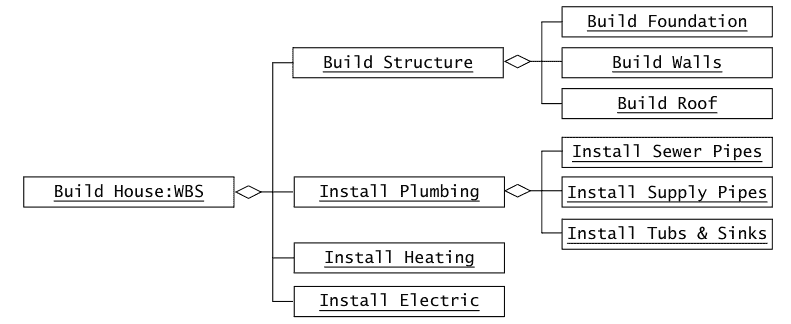 Build Foundation
Build Structure
Build Walls
Build Roof
Install Sewer Pipes
Build House:WBS
Install Plumbing
Install Supply Pipes
Install Tubs & Sinks
Install Heating
Install Electric